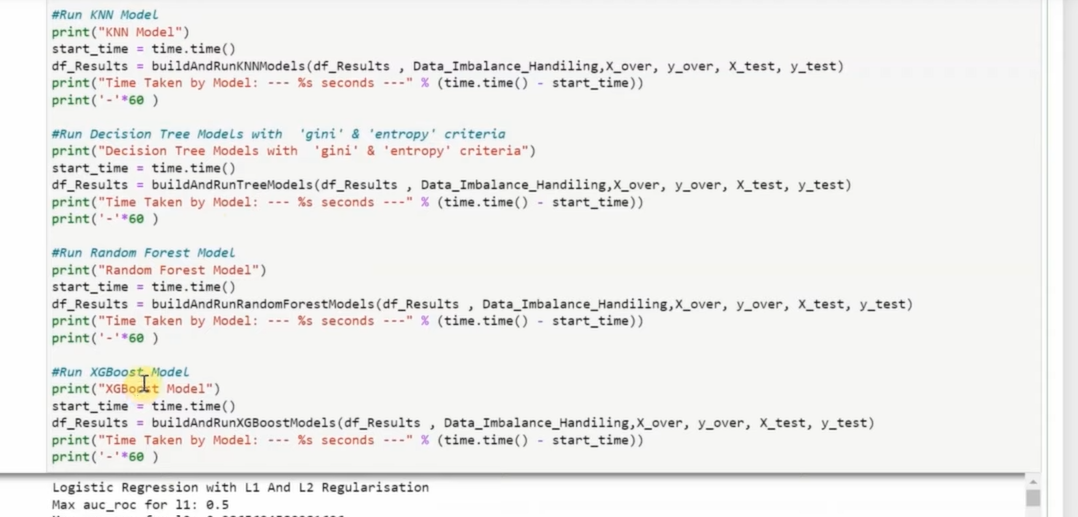 #Run KNN Model
print("KNN Model")
start_time = time.time()
df_Results = buildAndRunKNNModels(df_Results , Data_Imbalance_Handiling,X_over, y_over, X_test, y_test)
print("Time Taken by Model: --- %s seconds ---" % (time.time() - start_time))
print('-'*60 )
#Run Decision Tree Models with  'gini' & 'entropy' criteria
print("Decision Tree Models with  'gini' & 'entropy' criteria")
start_time = time.time()
df_Results = buildAndRunTreeModels(df_Results , Data_Imbalance_Handiling,X_over, y_over, X_test, y_test)
print("Time Taken by Model: --- %s seconds ---" % (time.time() - start_time))
print('-'*60 )
#Run Random Forest Model
print("Random Forest Model")
start_time = time.time()
df_Results = buildAndRunRandomForestModels(df_Results , Data_Imbalance_Handiling,X_over, y_over, X_test, y_test)
print("Time Taken by Model: --- %s seconds ---" % (time.time() - start_time))
print('-'*60 )
#Run XGBoost Model
print("XGBoost Model")
start_time = time.time()
df_Results = buildAndRunXGBoostModels(df_Results , Data_Imbalance_Handiling,X_over, y_over, X_test, y_test)
print("Time Taken by Model: --- %s seconds ---" % (time.time() - start_time))
print('-'*60 )
Logistic Regression with L1 And L2 Regularisation
Max auc_roc for l1: 0.5